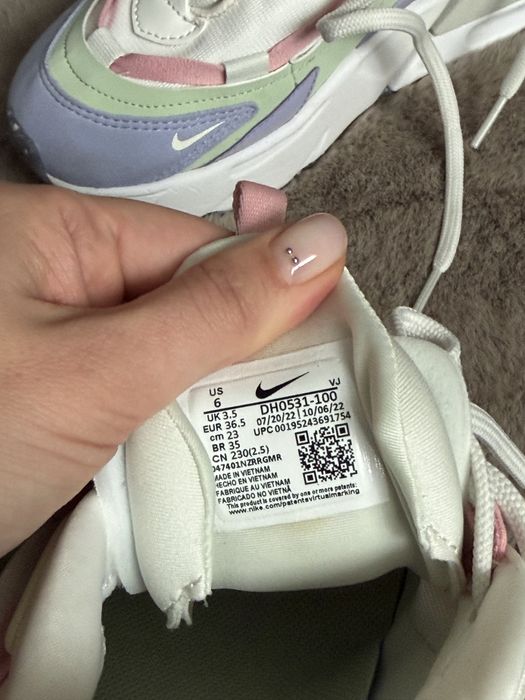 US
6
VJ
UK 3.5
DH0531-100
EUR 36.5
07/20/22 | 10/06/22
cm 23
UPC 00195243691754
BR 35
CN 230(2.5)
047401NZRRGMR
MADE IN VIETNAM
HECHO EN VIETNAM
FABRIQUE AU VIETNAM
FABRICADO NO VIETNÃ
This product is covered by one or more patents:
www.nike.com/patentsvirtualmarking